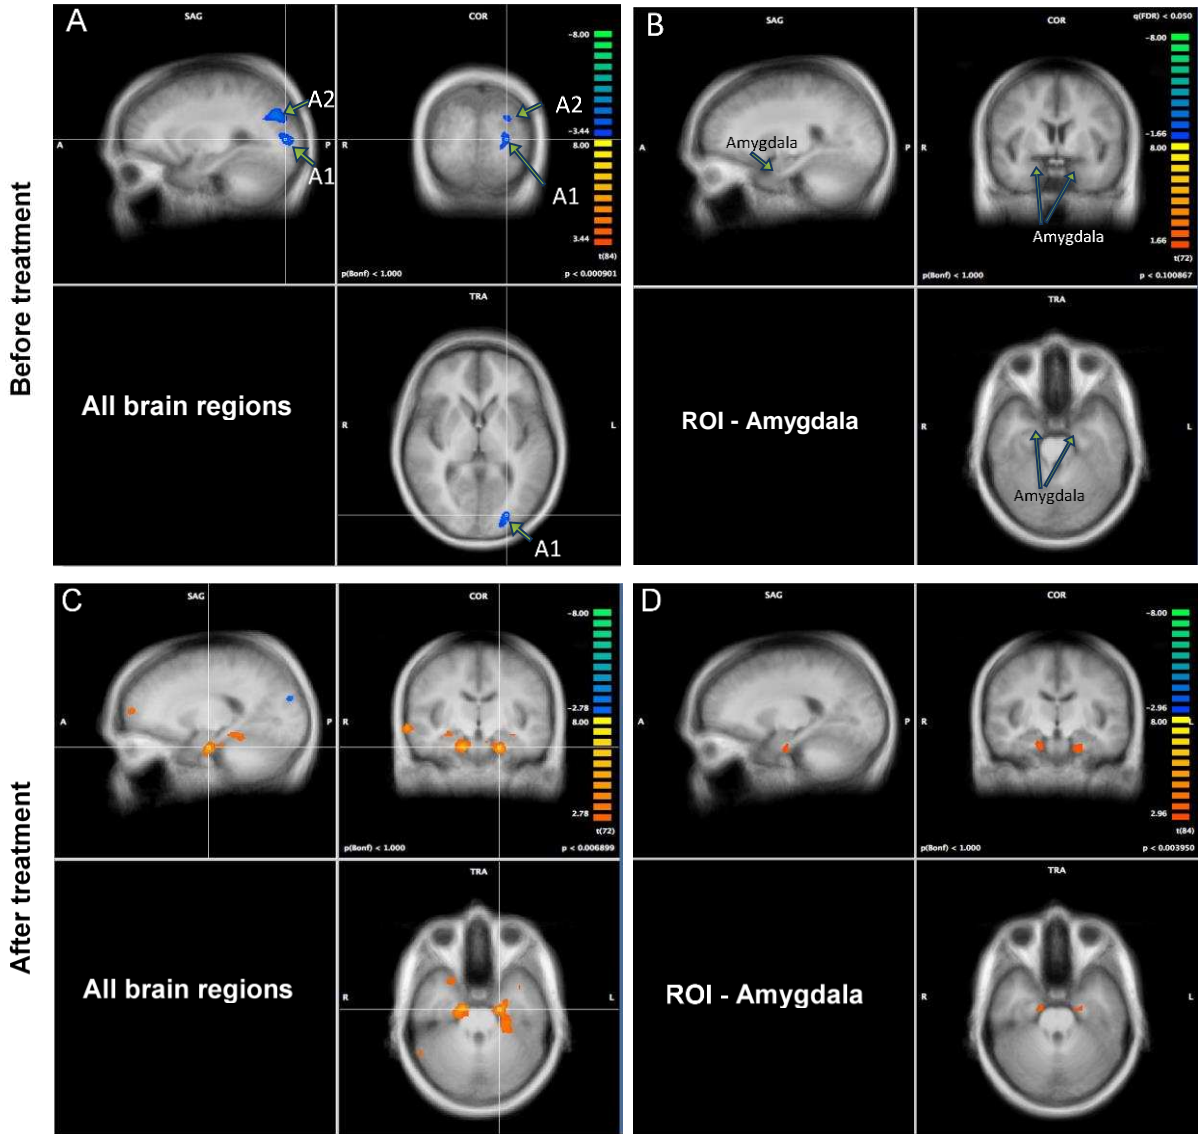 Before treatment
A
SAG
COR
-8.00
A2
A2
-3.44
8.00
A
P
R
A1
A1
3.44
t(84)
p(Bonf) < 1.000
p < 0.000901
TRA
All brain regions
R
L
A1
B
SAG
COR
q(FDR) < 0.050
-8.00
Amygdala
-1.66
8.00
A
P
R
Amygdala
1.66
t(72)
p(Bonf) < 1.000
p < 0.100867
TRA
ROI - Amygdala
R
L
Amygdala
After treatment
C
SAG
COR
-8.00
-2.78
8.00
A
P
R
2.78
t(72)
p(Bonf) < 1.000
p < 0.006899
TRA
All brain regions
R
L
D
SAG
COR
-8.00
-2.96
8.00
A
P
R
L
2.96
t(84)
p(Bonf) < 1.000
p < 0.003950
TRA
ROI - Amygdala
R
L